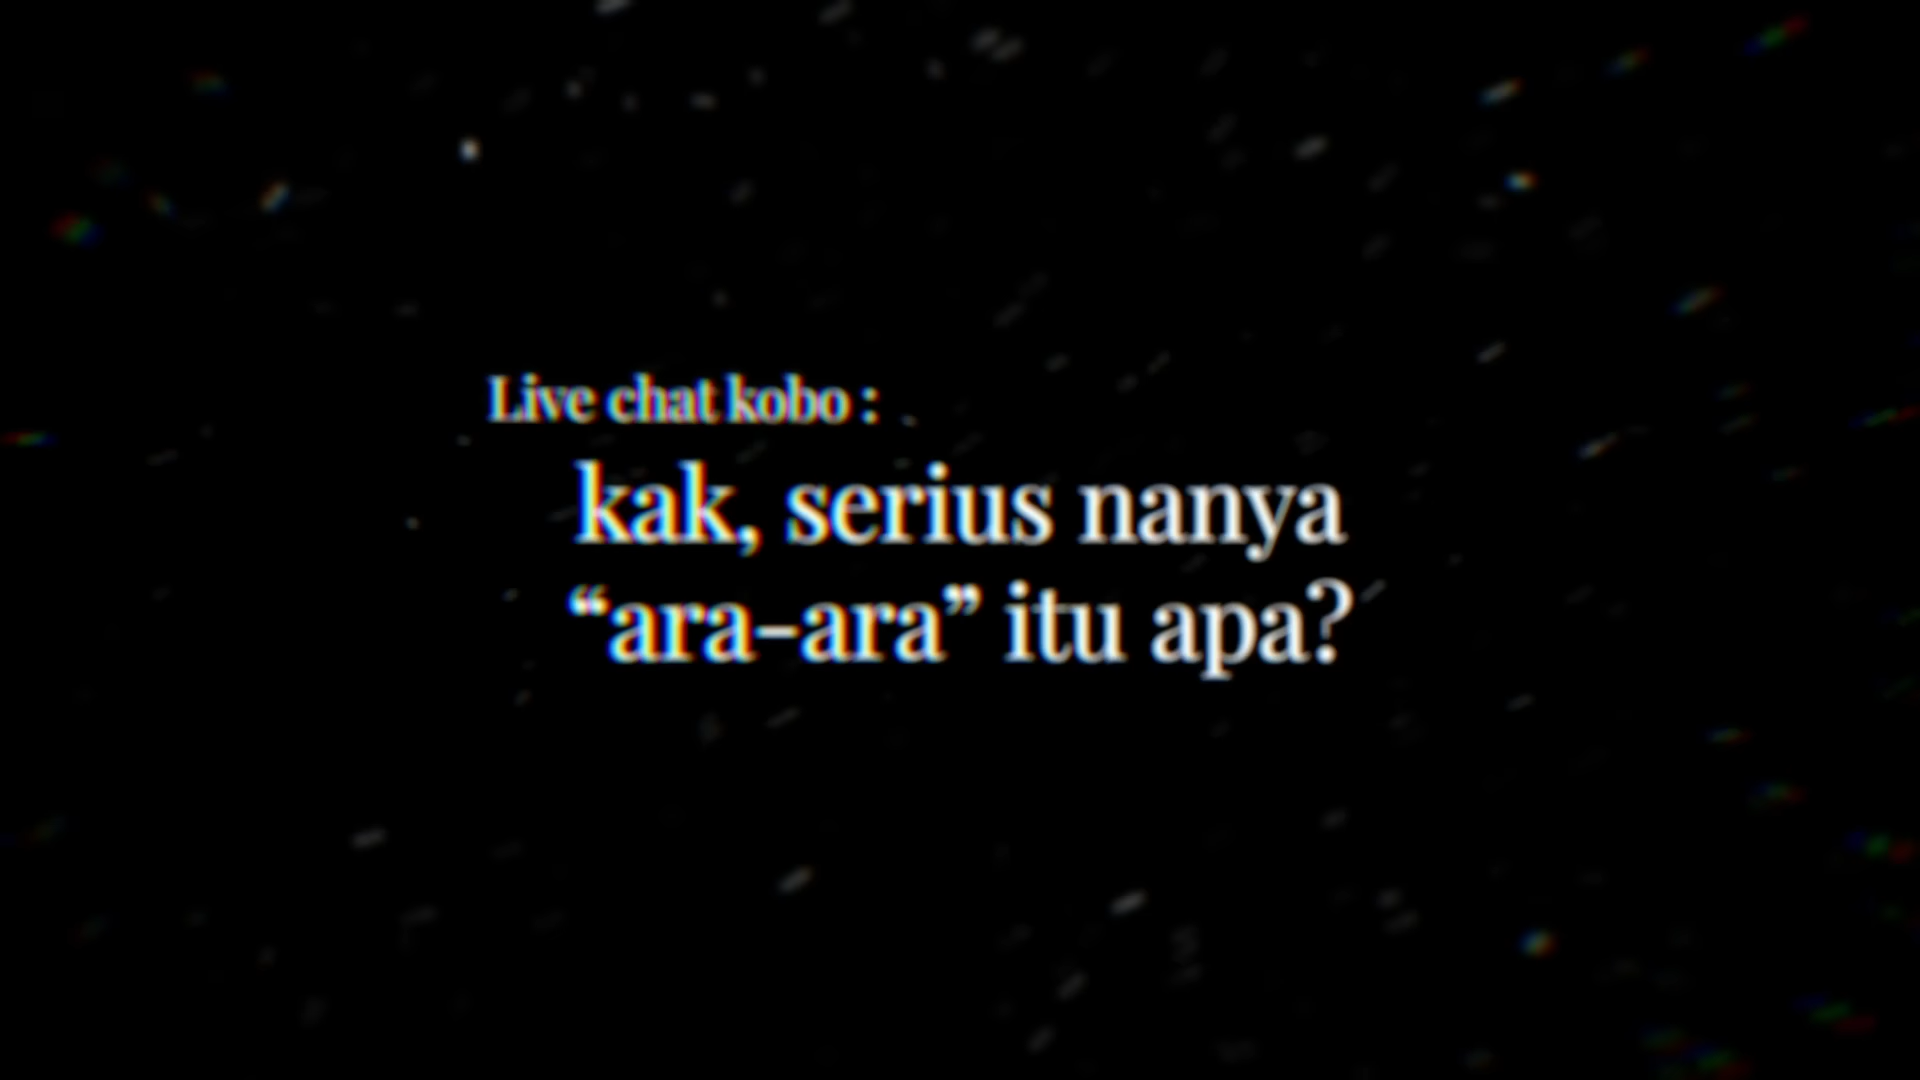 Live chat kobo :
kak, serius nanya
“ara-ara” itu apa?